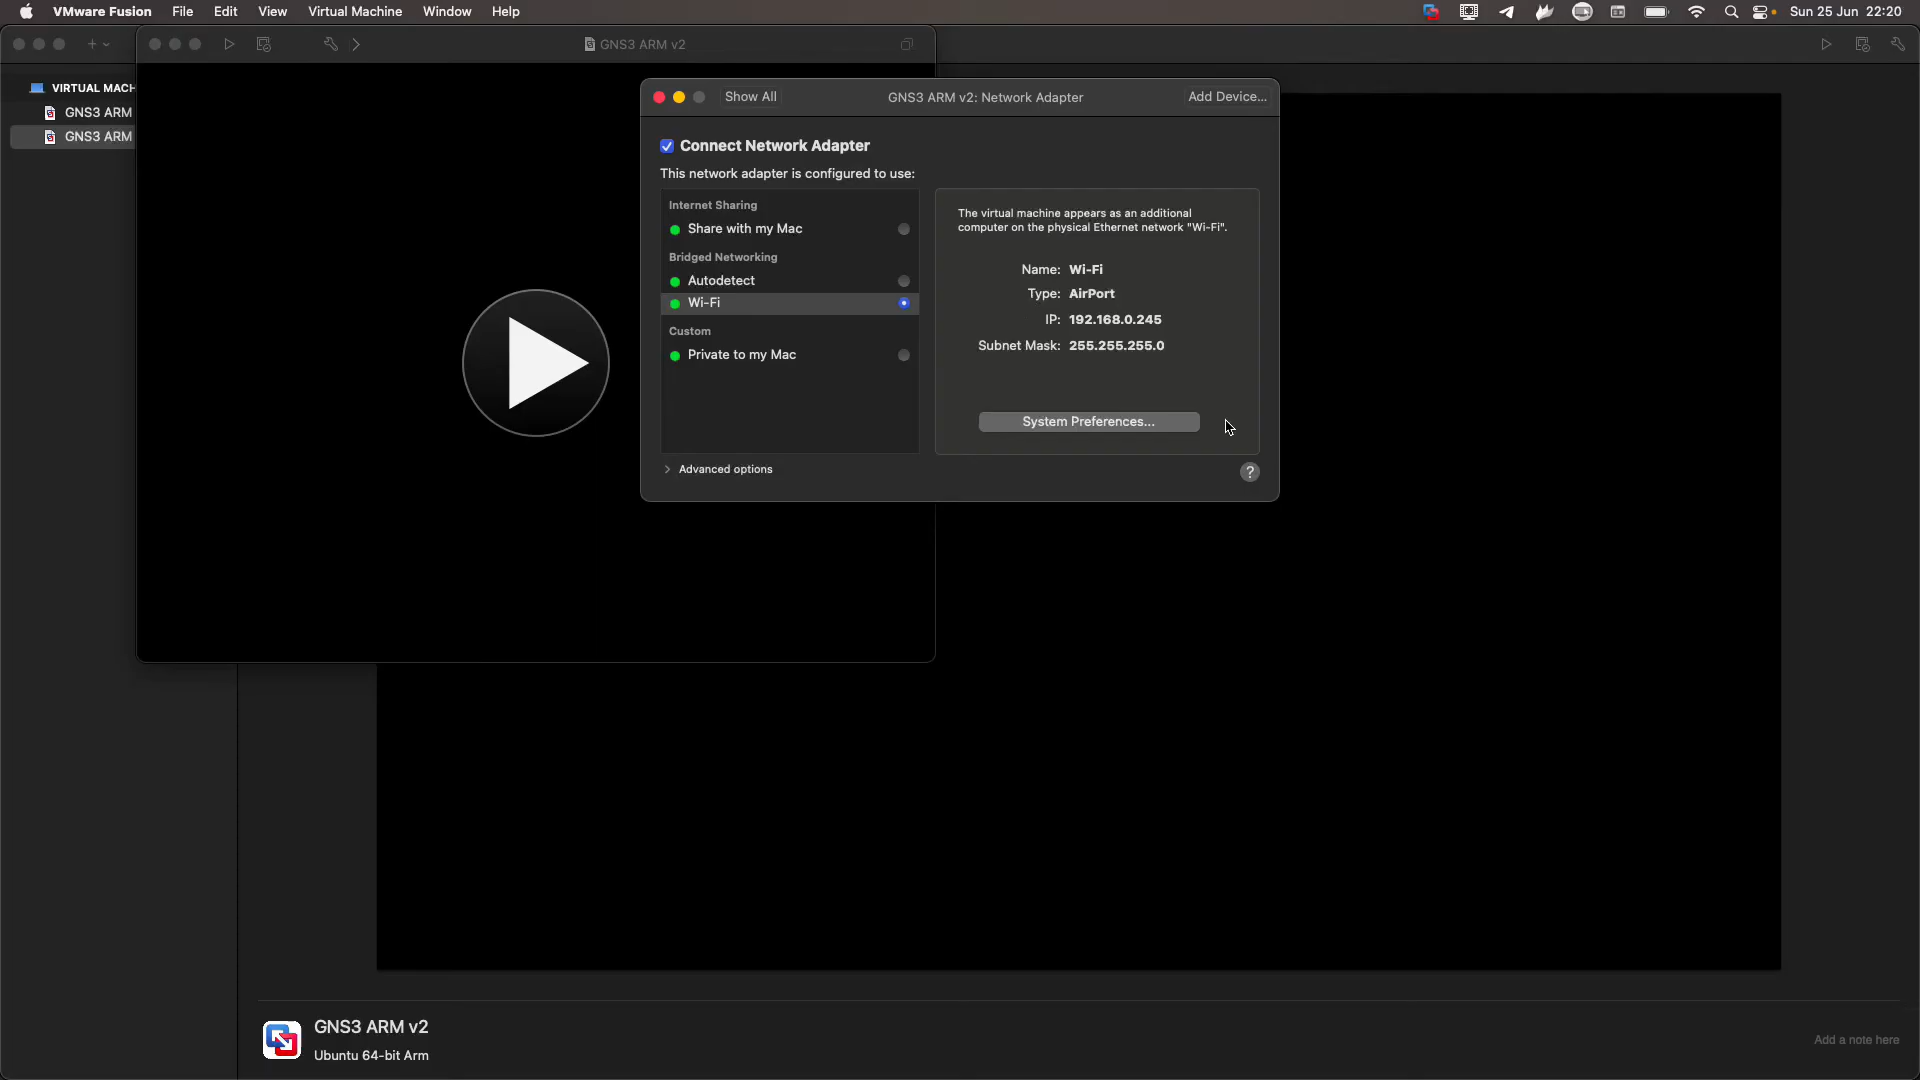 VMware Fusion File Edit View Virtual Machine Window Help Sun 25 Jun 22:20
GNS3 ARM v2
VIRTUAL MACH
GNS3 ARM
GNS3 ARM
Show All GNS3 ARM v2: Network Adapter Add Device...
Connect Network Adapter
This network adapter is configured to use:
Internet Sharing
Share with my Mac
Bridged Networking
Autodetect
Wi-Fi
Custom
Private to my Mac
The virtual machine appears as an additional
computer on the physical Ethernet network "Wi-Fi".
Name: Wi-Fi
Type: AirPort
IP: 192.168.0.245
Subnet Mask: 255.255.255.0
System Preferences...
Advanced options
?
GNS3 ARM v2
Ubuntu 64-bit Arm
Add a note here